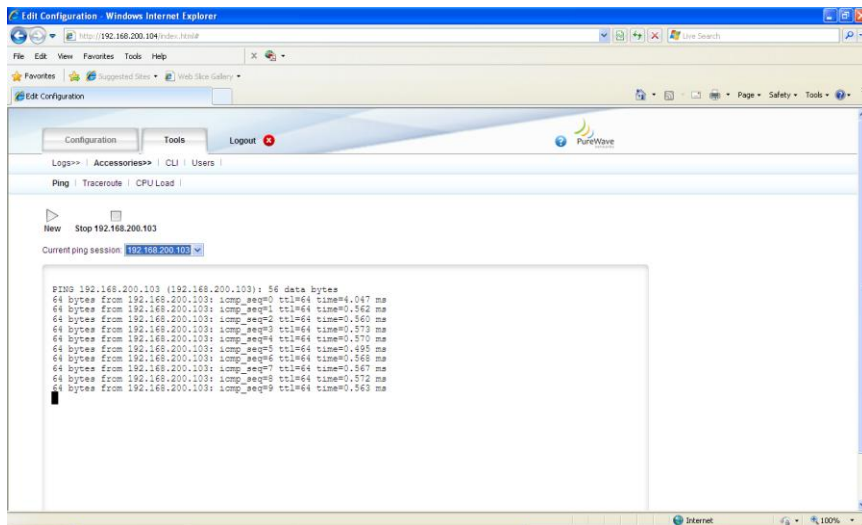 Edit Configuration - Windows Internet Explorer
http://192.168.200.104/index.html#
Live Search
File Edit View Favorites Tools Help
Favorites Suggested Sites Web Slice Gallery
Edit Configuration
Page Safety Tools
Configuration Tools Logout
PureWave
Logs>> | Accessories>> | CLI | Users |
Ping | Traceroute | CPU Load |
New Stop 192.168.200.103
Current ping session: 192.168.200.103
PING 192.168.200.103 (192.168.200.103): 56 data bytes
64 bytes from 192.168.200.103: icmp_seq=0 ttl=64 time=4.047 ms
64 bytes from 192.168.200.103: icmp_seq=1 ttl=64 time=0.562 ms
64 bytes from 192.168.200.103: icmp_seq=2 ttl=64 time=0.560 ms
64 bytes from 192.168.200.103: icmp_seq=3 ttl=64 time=0.573 ms
64 bytes from 192.168.200.103: icmp_seq=4 ttl=64 time=0.570 ms
64 bytes from 192.168.200.103: icmp_seq=5 ttl=64 time=0.495 ms
64 bytes from 192.168.200.103: icmp_seq=6 ttl=64 time=0.568 ms
64 bytes from 192.168.200.103: icmp_seq=7 ttl=64 time=0.567 ms
64 bytes from 192.168.200.103: icmp_seq=8 ttl=64 time=0.572 ms
64 bytes from 192.168.200.103: icmp_seq=9 ttl=64 time=0.563 ms
Internet 100%